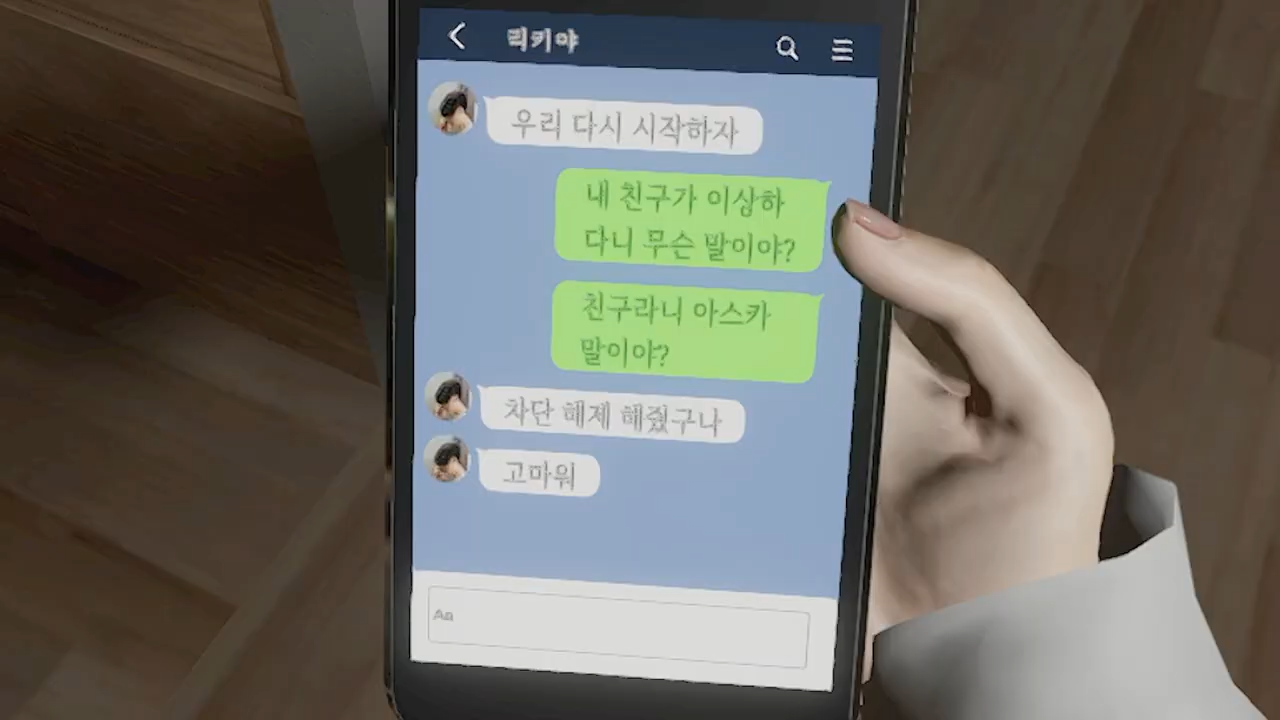 리키야
우리 다시 시작하자
내 친구가 이상하
다니 무슨 말이야?
친구라니 아스카
말이야?
차단 해제 해줬구나
고마워
Aa